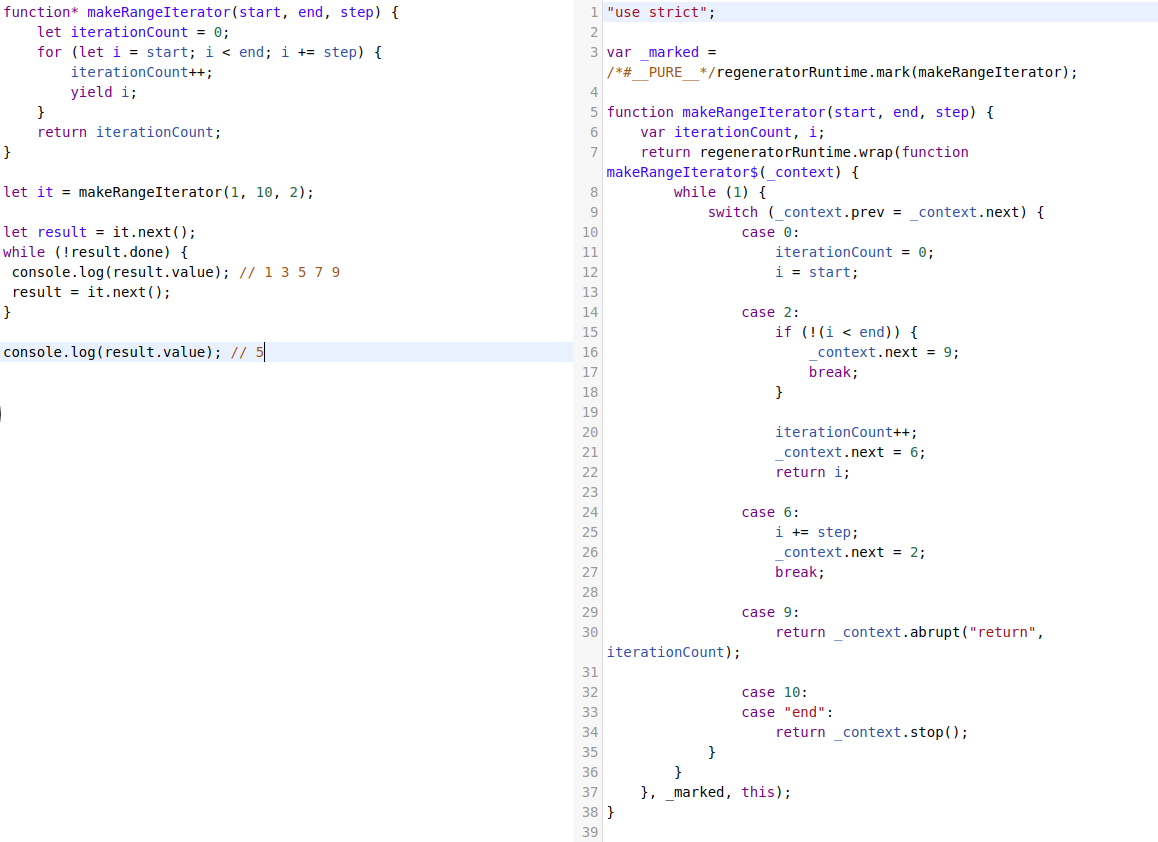 function* makeRangeIterator(start, end, step) {
    let iterationCount = 0;
    for (let i = start; i < end; i += step) {
        iterationCount++;
        yield i;
    }
    return iterationCount;
}

let it = makeRangeIterator(1, 10, 2);

let result = it.next();
while (!result.done) {
 console.log(result.value); // 1 3 5 7 9
 result = it.next();
}

console.log(result.value); // 5
1 "use strict";
2
3 var _marked =
/*#__PURE__*/regeneratorRuntime.mark(makeRangeIterator);
4
5 function makeRangeIterator(start, end, step) {
6     var iterationCount, i;
7     return regeneratorRuntime.wrap(function
makeRangeIterator$(_context) {
8         while (1) {
9             switch (_context.prev = _context.next) {
10                 case 0:
11                     iterationCount = 0;
12                     i = start;
13
14                 case 2:
15                     if (!(i < end)) {
16                         _context.next = 9;
17                         break;
18                     }
19
20                     iterationCount++;
21                     _context.next = 6;
22                     return i;
23
24                 case 6:
25                     i += step;
26                     _context.next = 2;
27                     break;
28
29                 case 9:
30                     return _context.abrupt("return",
iterationCount);
31
32                 case 10:
33                 case "end":
34                     return _context.stop();
35             }
36         }
37     }, _marked, this);
38 }
39